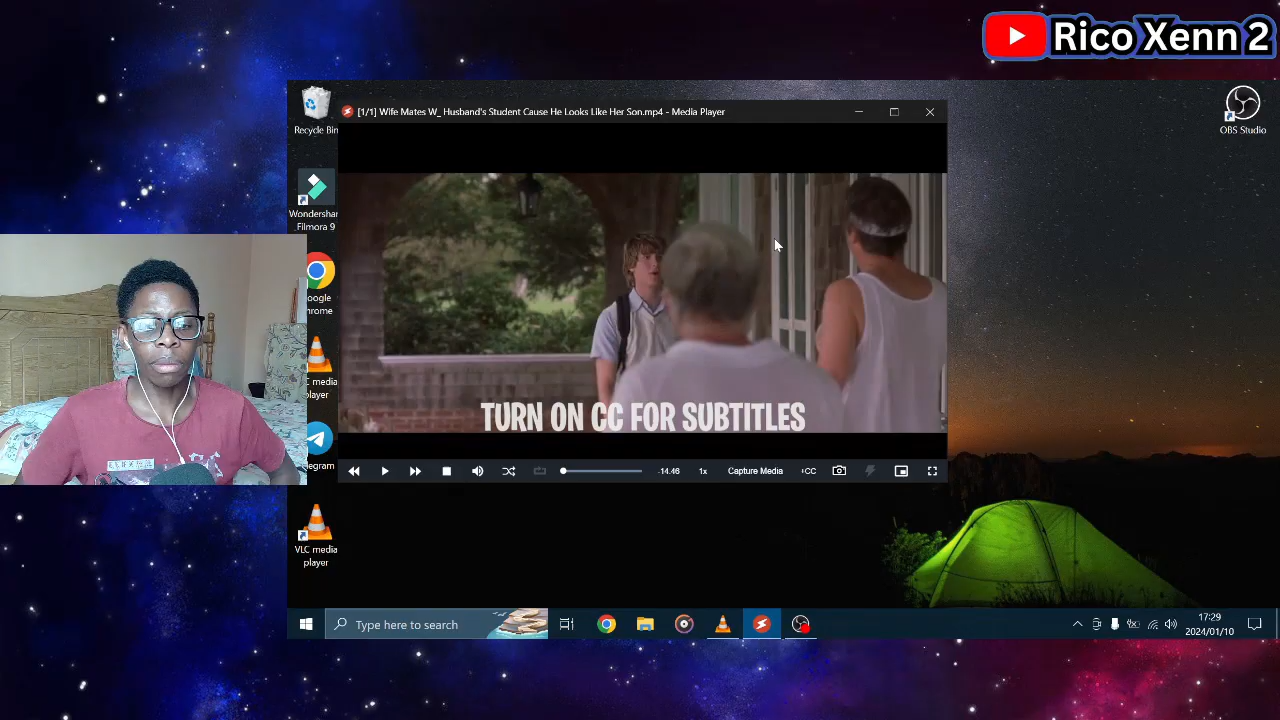 Rico Xenn 2
Recycle Bin
[1/1] Wife Mates W_ Husband's Student Cause He Looks Like Her Son.mp4 - Media Player
OBS Studio
Wondershar
Filmora 9
oogle
hrome
media
player
TURN ON CC FOR SUBTITLES
egram
-14.46
1x
Capture Media
+CC
VLC media
player
Type here to search
17:29
2024/01/10